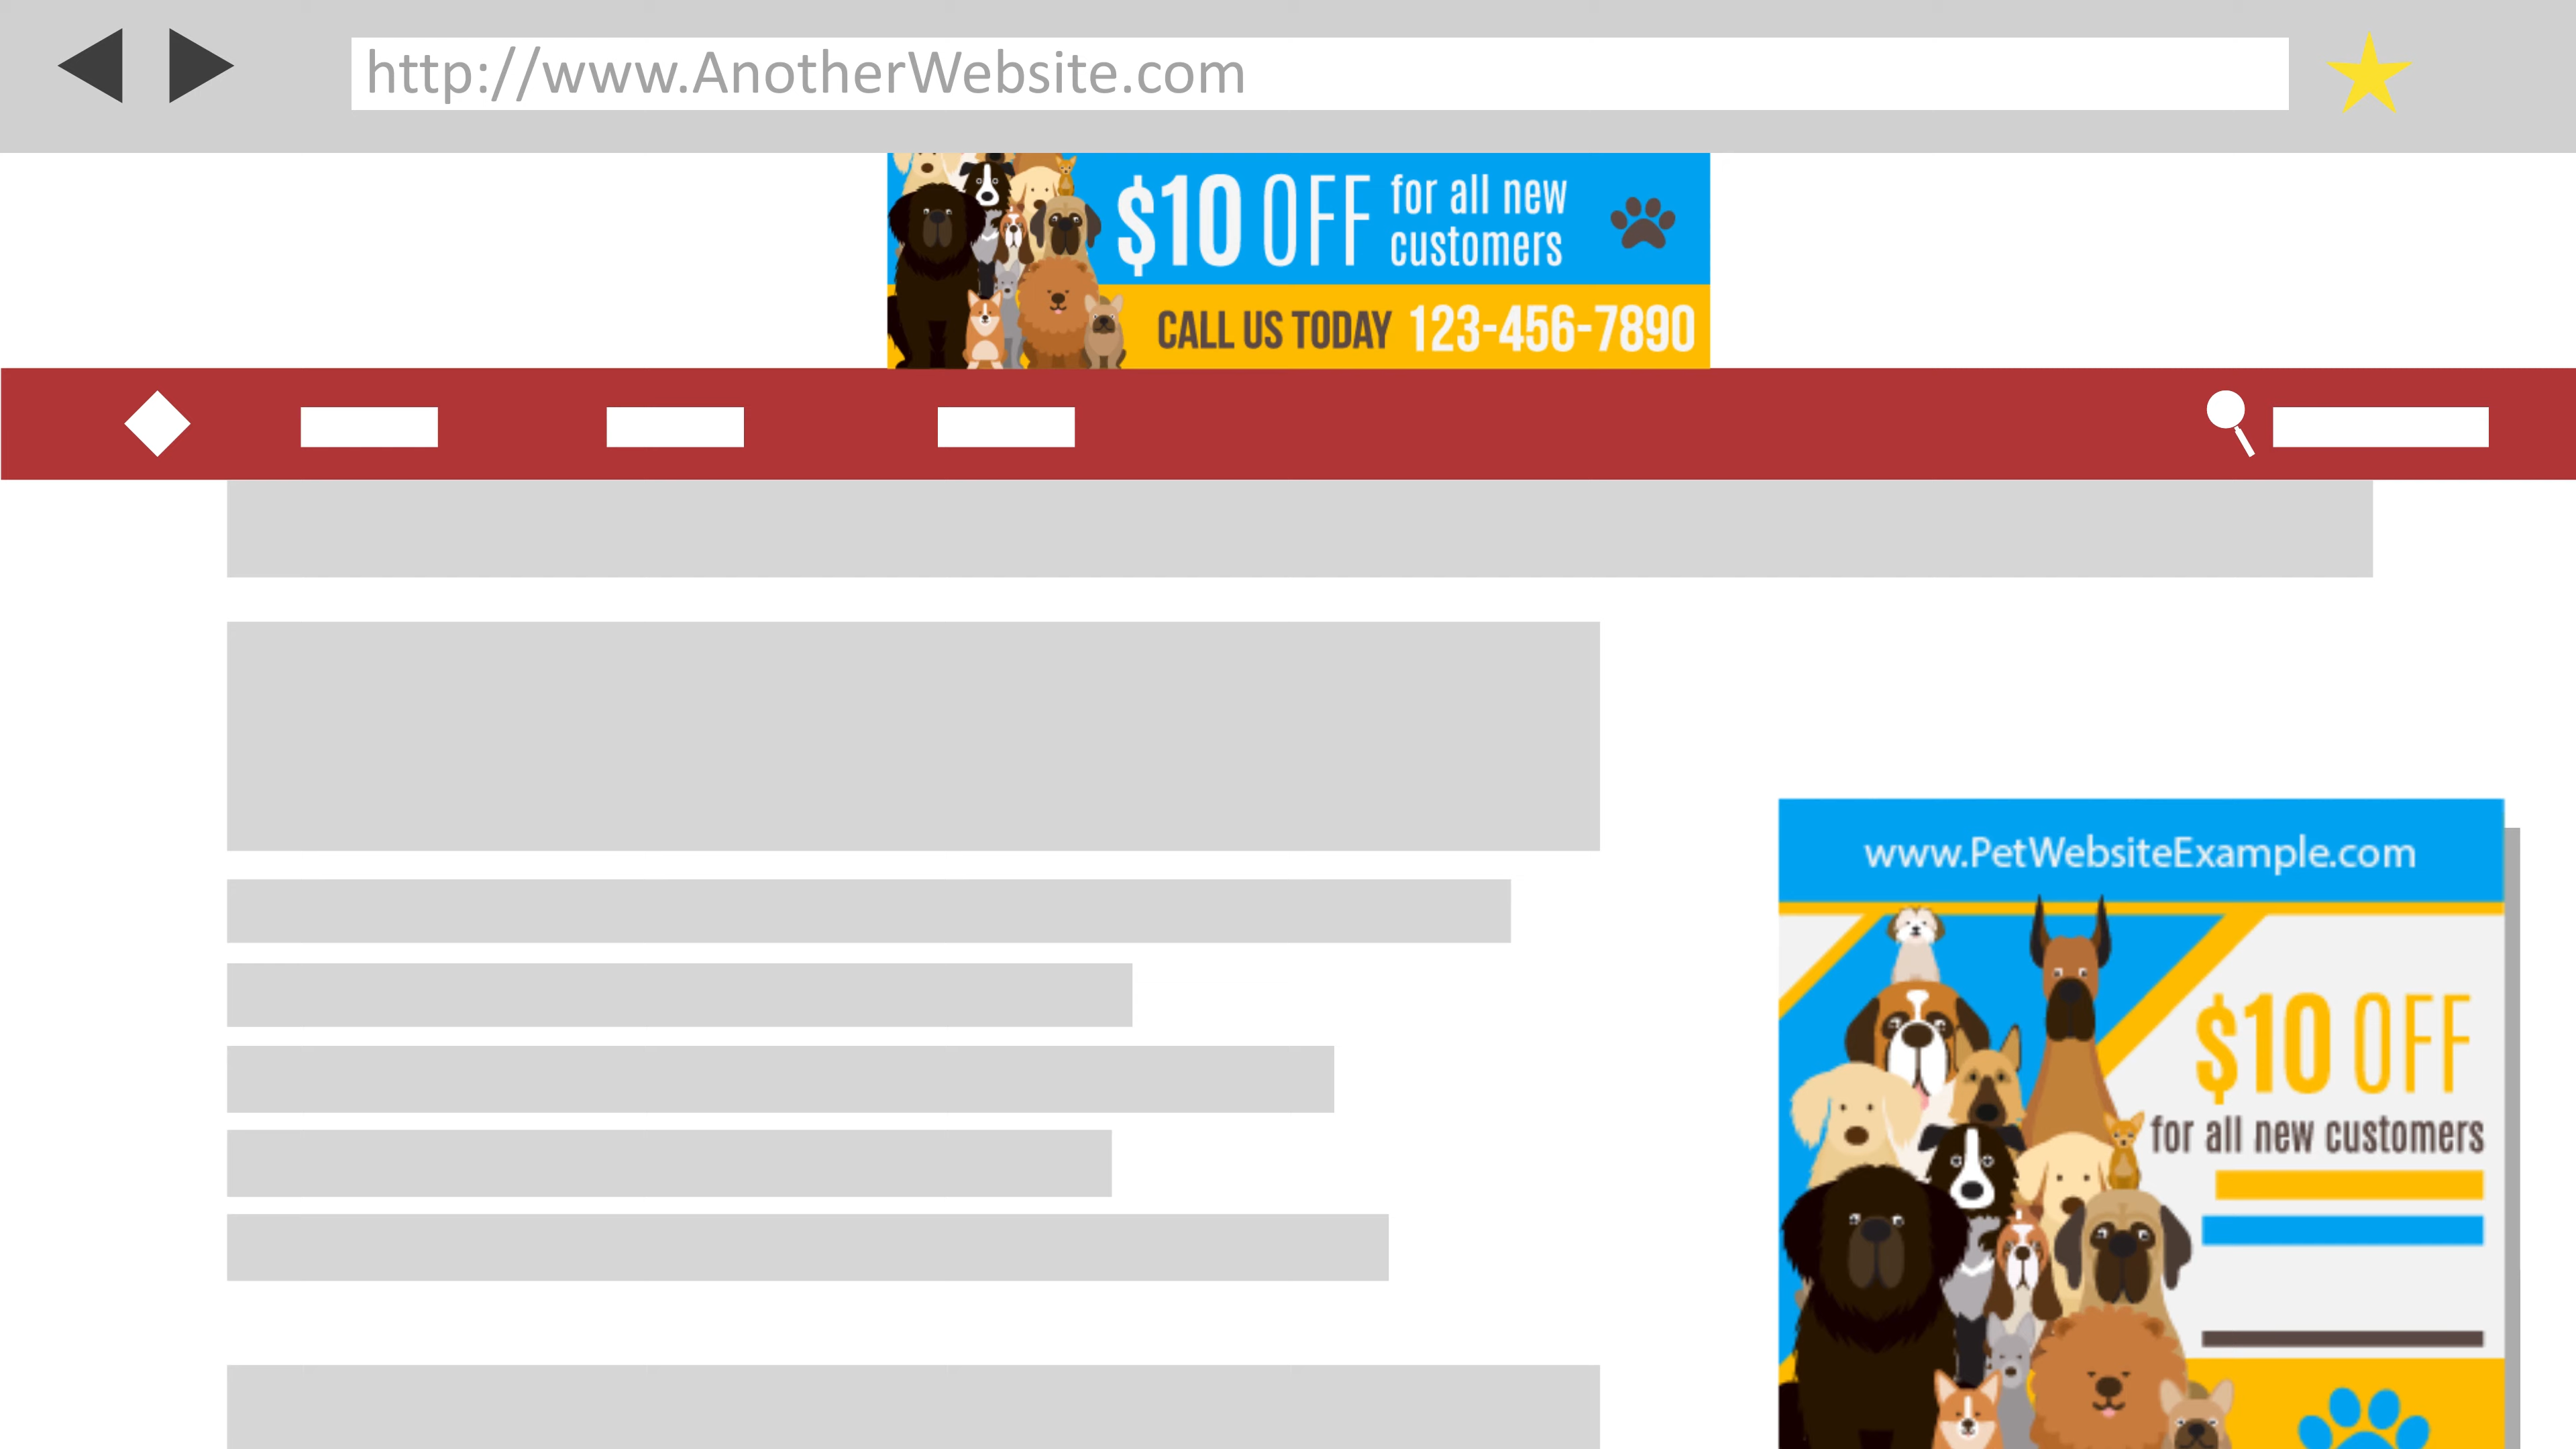 http://www.AnotherWebsite.com
$10 OFF for all new
customers
CALL US TODAY 123-456-7890
www.PetWebsiteExample.com
$10 OFF
for all new customers